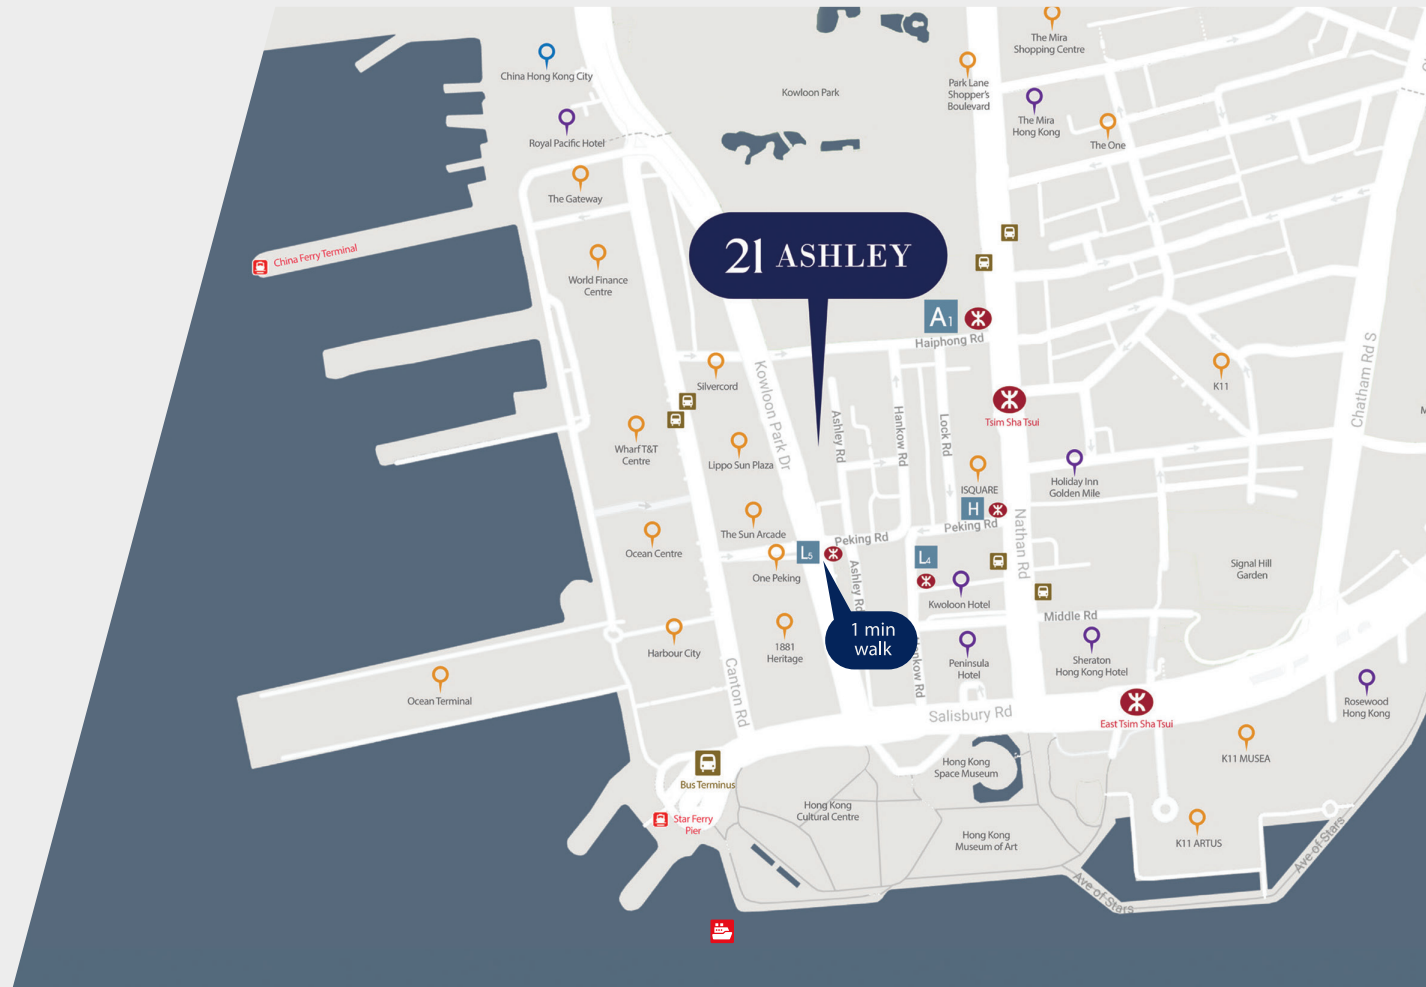 The Mira
Shopping Centre
China Hong Kong City
Kowloon Park
Park Lane
Shopper's
Boulevard
The Mira
Hong Kong
Royal Pacific Hotel
The One
The Gateway
21 ASHLEY
China Ferry Terminal
World Finance
Centre
A1
Haiphong Rd
Silvercord
Kowloon Park Dr
Chatham Rd S
K11
Tsim Sha Tsui
Ashley Rd
Hankow Rd
Lock Rd
Wharf T&T
Centre
Lippo Sun Plaza
ISQUARE
Holiday Inn
Golden Mile
H
Nathan Rd
The Sun Arcade
Peking Rd
Peking Rd
Ocean Centre
L5
L4
One Peking
Ashley Rd
Signal Hill
Garden
Kwoloon Hotel
Middle Rd
1 min
walk
Harbour City
1881
Heritage
Hankow Rd
Peninsula
Hotel
Sheraton
Hong Kong Hotel
Canton Rd
Ocean Terminal
Salisbury Rd
East Tsim Sha Tsui
Rosewood
Hong Kong
K11 MUSEA
Hong Kong
Space Museum
Bus Terminus
Hong Kong
Cultural Centre
Star Ferry
Pier
Hong Kong
Museum of Art
K11 ARTUS
Ave of Stars
Ave of Stars